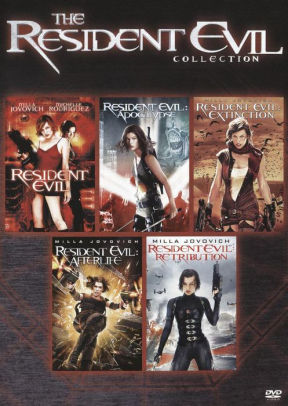 THE
RESIDENT EVIL
COLLECTION
MILLA JOVOVICH
MICHELLE RODRIGUEZ
RESIDENT EVIL
RESIDENT EVIL:
APOCALYPSE
RESIDENT EVIL:
EXTINCTION
MILLA JOVOVICH
RESIDENT EVIL:
AFTERLIFE
MILLA JOVOVICH
RESIDENT EVIL:
RETRIBUTION
DVD